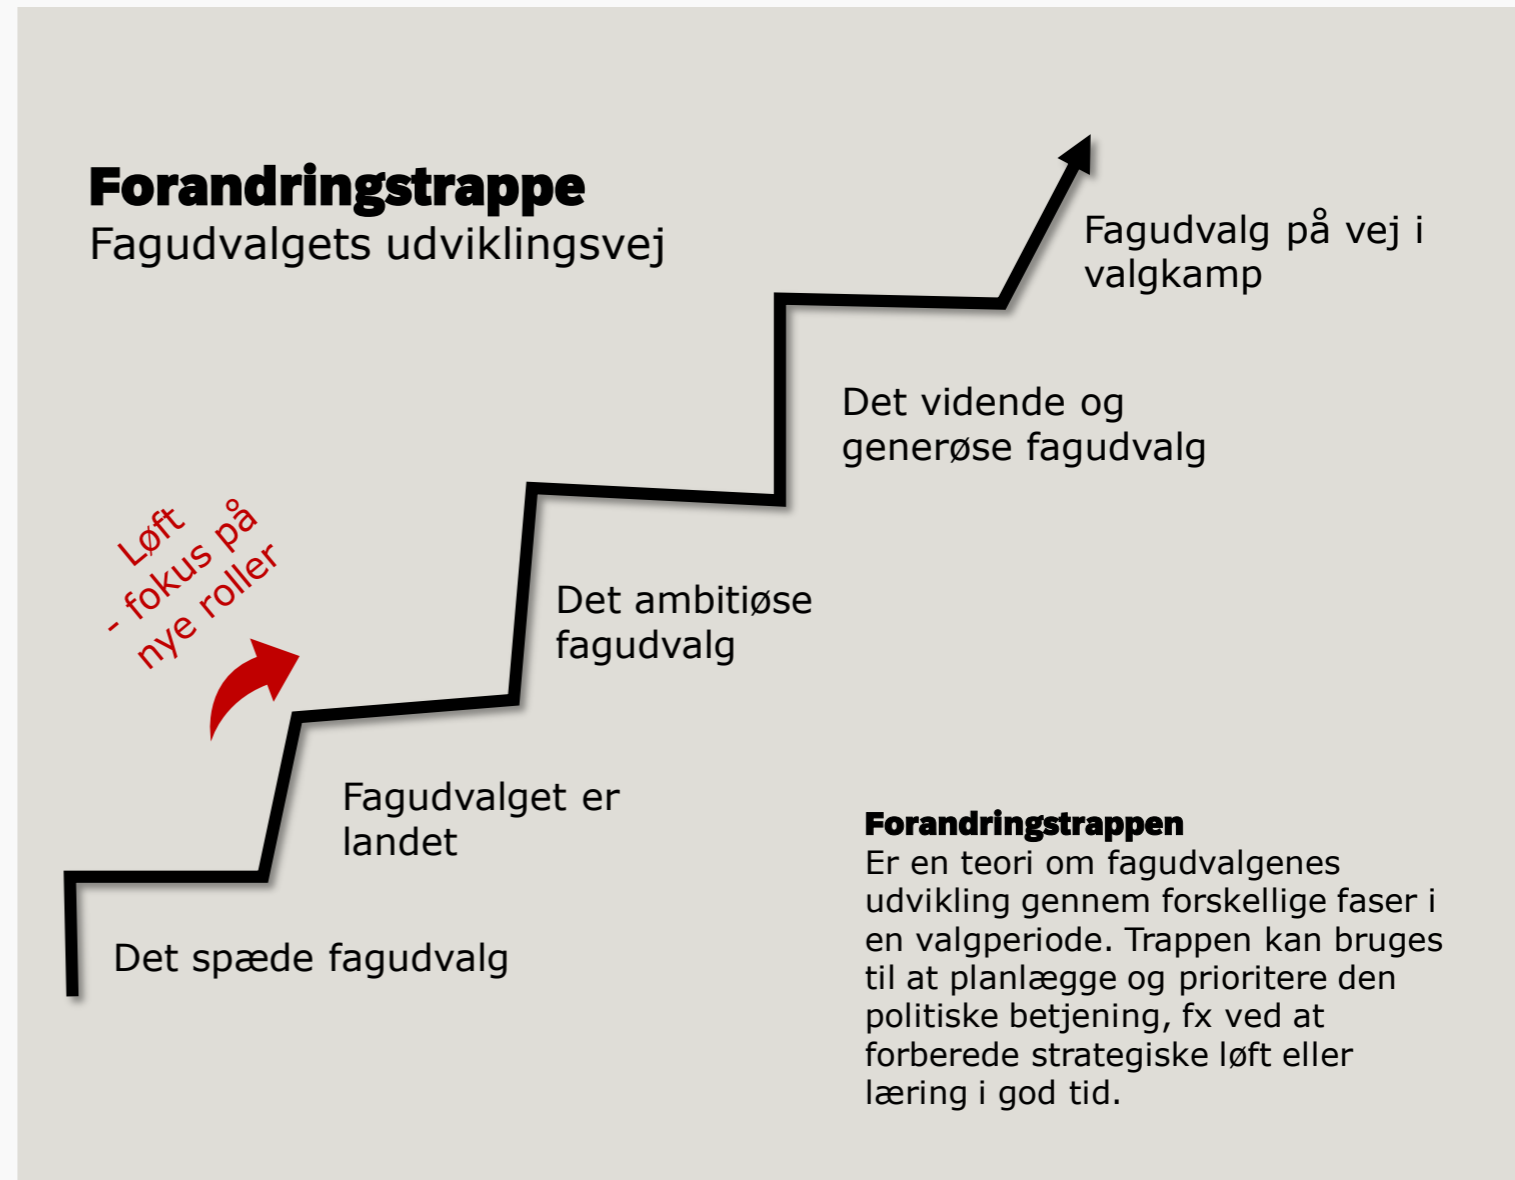 Forandringstrappe
Fagudvalgets udviklingsvej
Fagudvalg på vej i
valgkamp
Det vidende og
generøse fagudvalg
Løft
- fokus på
nye roller
Det ambitiøse
fagudvalg
Fagudvalget er
landet
Det spæde fagudvalg
Forandringstrappen
Er en teori om fagudvalgenes
udvikling gennem forskellige faser i
en valgperiode. Trappen kan bruges
til at planlægge og prioritere den
politiske betjening, fx ved at
forberede strategiske løft eller
læring i god tid.